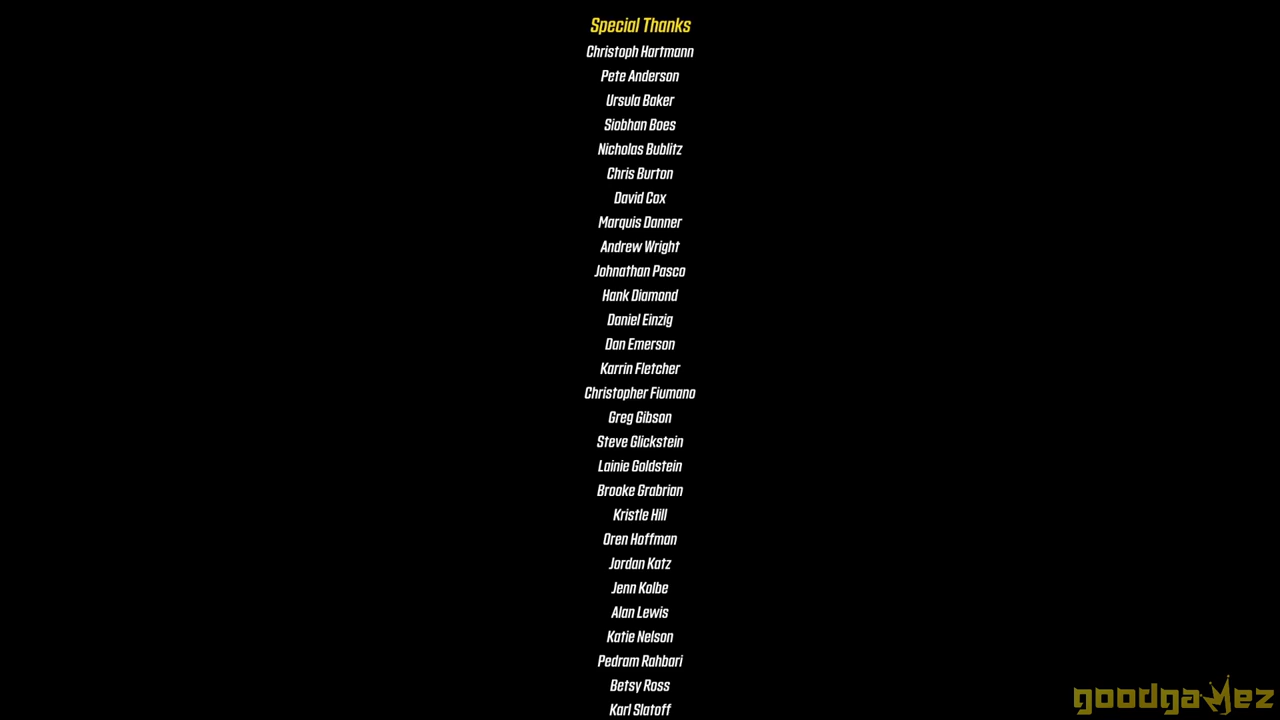 Special Thanks
Christoph Hartmann
Pete Anderson
Ursula Baker
Siobhan Boes
Nicholas Bublitz
Chris Burton
David Cox
Marquis Danner
Andrew Wright
Johnathan Pasco
Hank Diamond
Daniel Einzig
Dan Emerson
Karrin Fletcher
Christopher Fiumano
Greg Gibson
Steve Glickstein
Lainie Goldstein
Brooke Grabrian
Kristle Hill
Oren Hoffman
Jordan Katz
Jenn Kolbe
Alan Lewis
Katie Nelson
Pedram Rahbari
Betsy Ross
Karl Slatoff
goodgamez